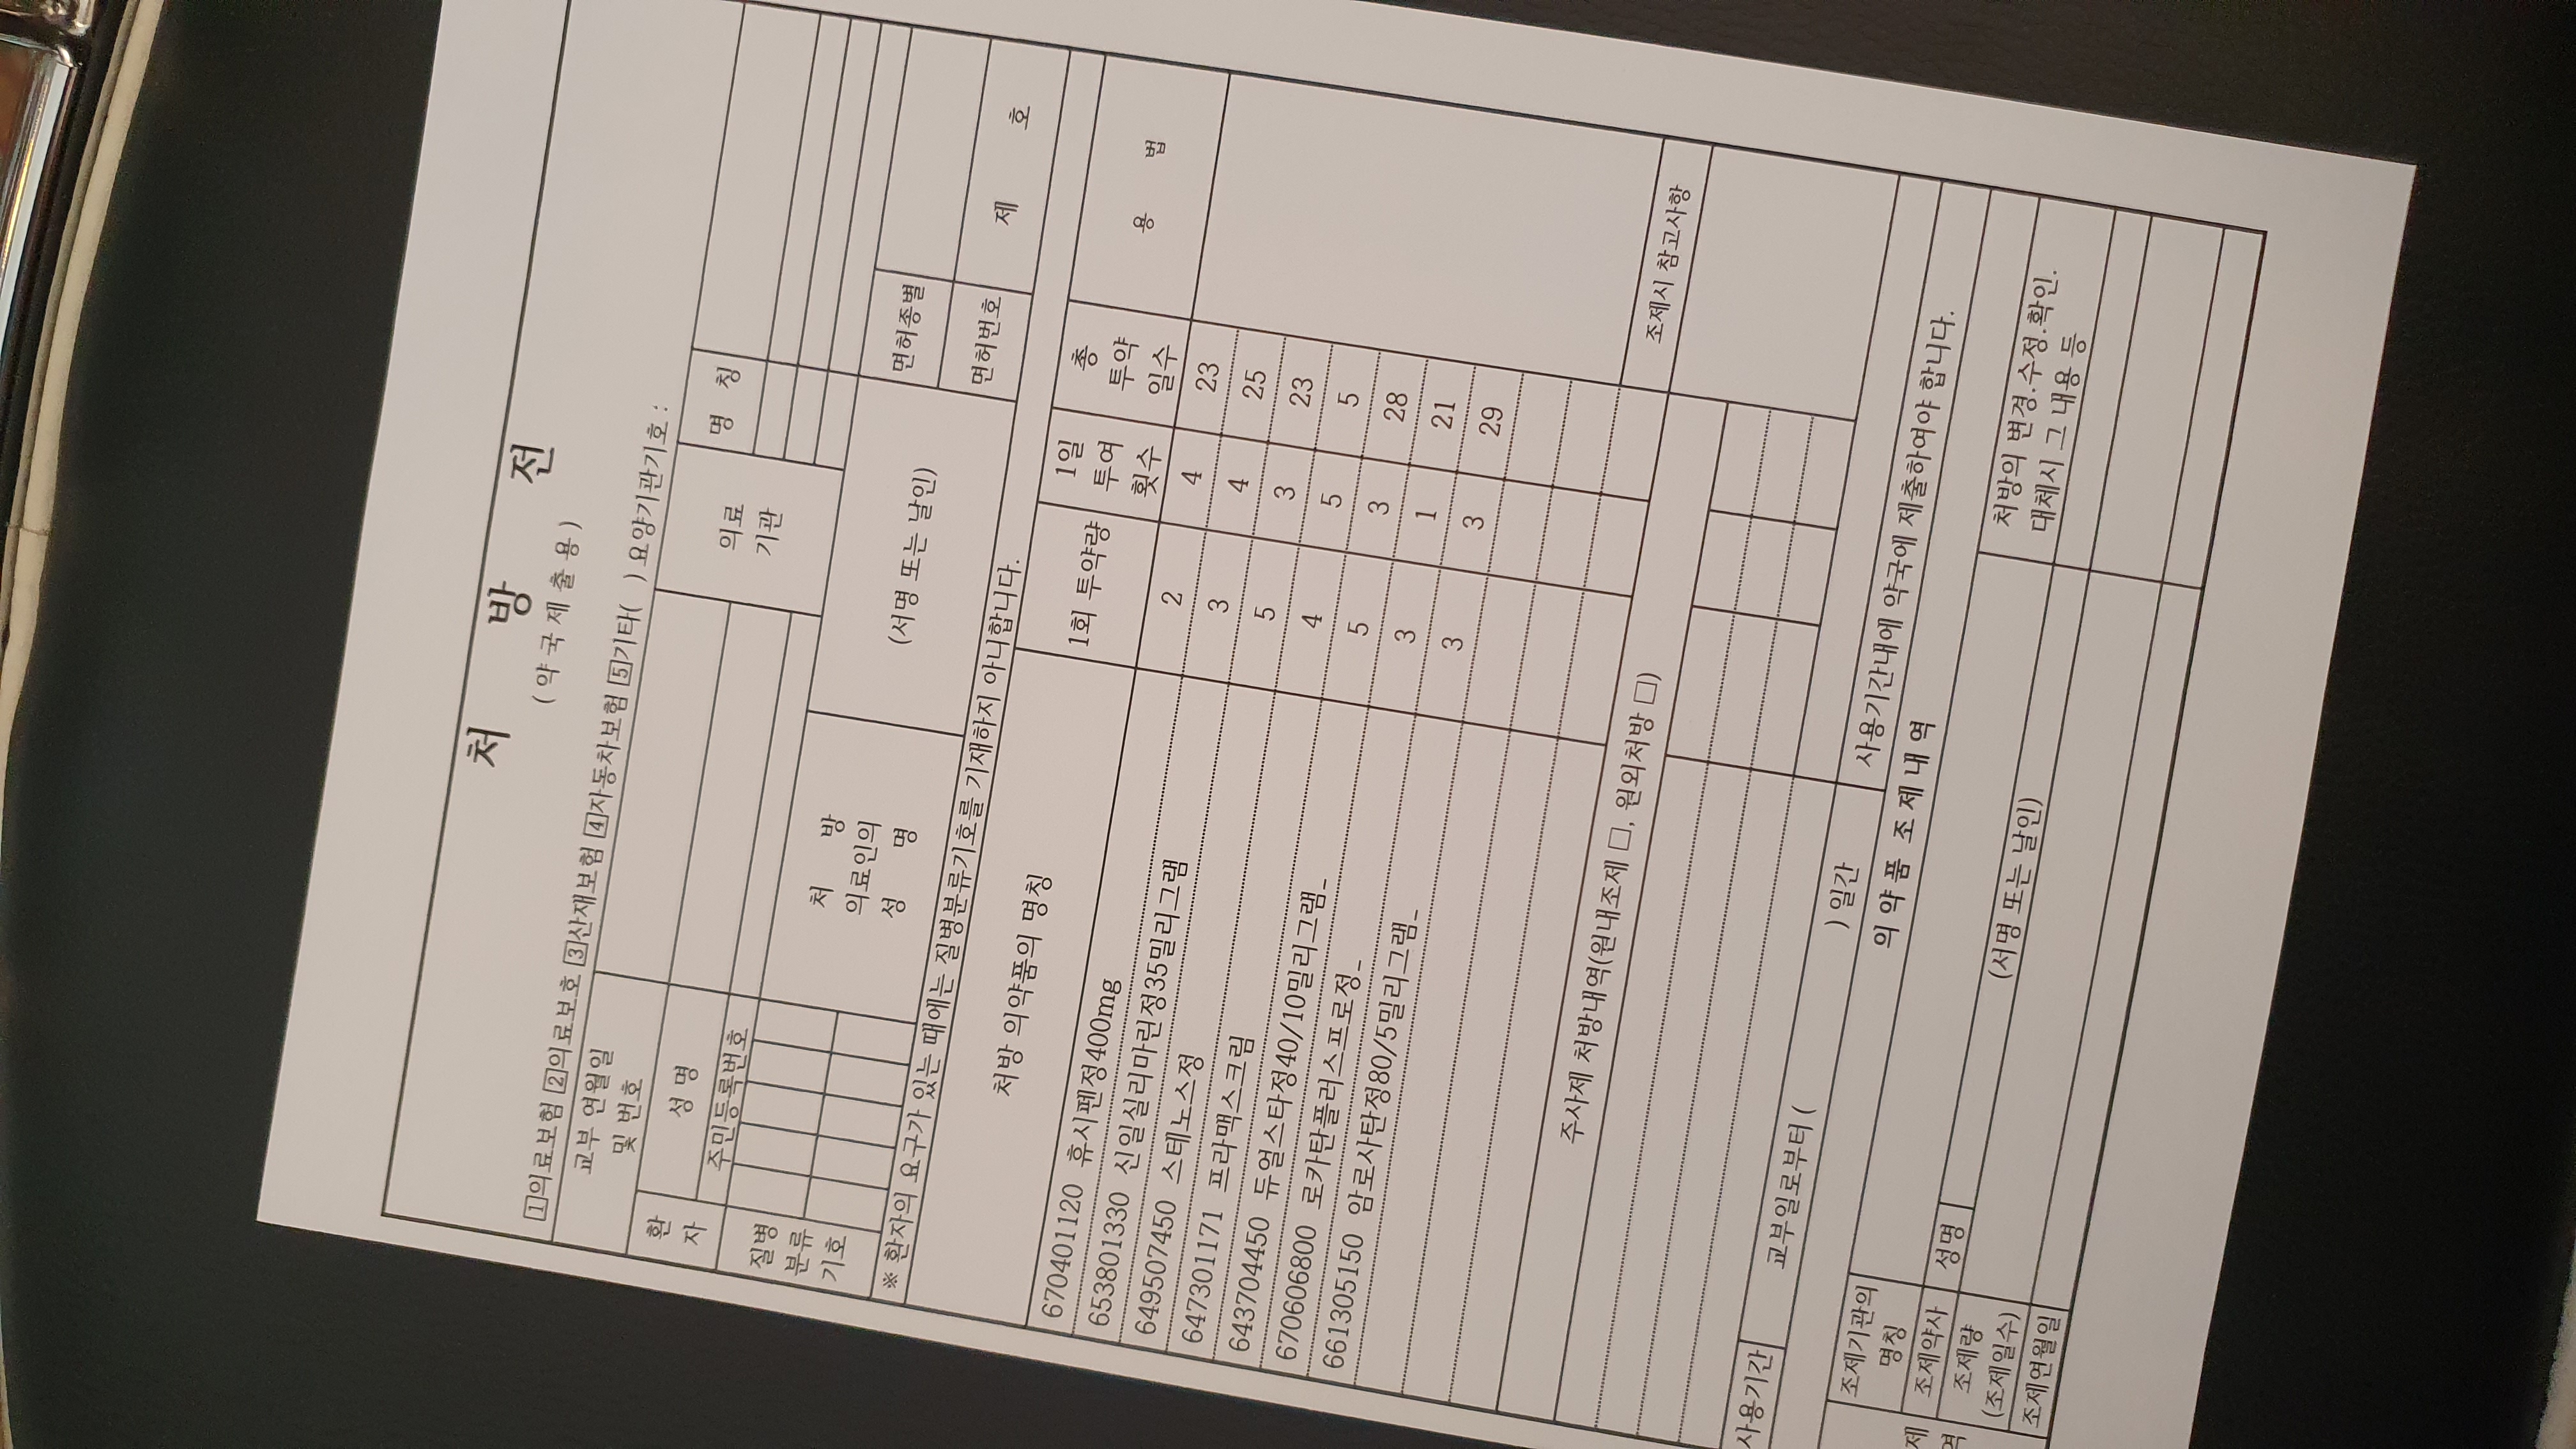 처 방 전
( 약 국 제 출 용 )
1의료보험 2의료보호 3산재보험 4자동차보험 5기타( ) 요양기관기호 :
교부 연월일
및 번호
환
자
성 명
주민등록번호
의료
기관
명 칭
질병
분류
기호
처 방
의료인의
성 명
(서명 또는 날인)
면허종별
면허번호
제 호
※ 환자의 요구가 있는 때에는 질병분류기호를 기재하지 아니합니다.
처방 의약품의 명칭
1회 투약량
1일
투여
횟수
총
투약
일수
용 법
670401120 휴시펜정400mg 2 4 23
653801330 신일실리마린정35밀리그램 3 4 25
649507450 스테노스정 5 3 23
647301171 프라맥스크림 4 5 5
643704450 듀얼스타정40/10밀리그램_ 5 3 28
670606800 로카탄플러스프로정_ 3 1 21
661305150 암로사탄정80/5밀리그램_ 3 3 29
주사제 처방내역(원내조제 □, 원외처방 □)
조제시 참고사항
사용기간
교부일로부터 ( ) 일간
사용기간내에 약국에 제출하여야 합니다.
의 약 품 조 제 내 역
제
역
조제기관의
명칭
조제약사
성명
(서명 또는 날인)
조제량
(조제일수)
조제연월일
처방의 변경.수정.확인.
대체시 그 내용 등